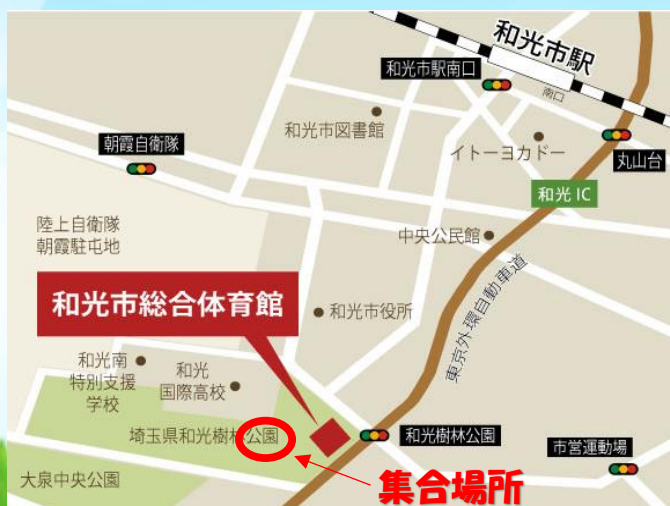 和光市駅
和光市駅南口
南口
和光市図書館
イトーヨカドー
丸山台
朝霞自衛隊
和光 IC
陸上自衛隊
朝霞駐屯地
中央公民館
東京外環自動車道
和光市総合体育館
和光市役所
和光南
特別支援
学校
和光
国際高校
埼玉県和光樹林公園
和光樹林公園
市営運動場
大泉中央公園
集合場所